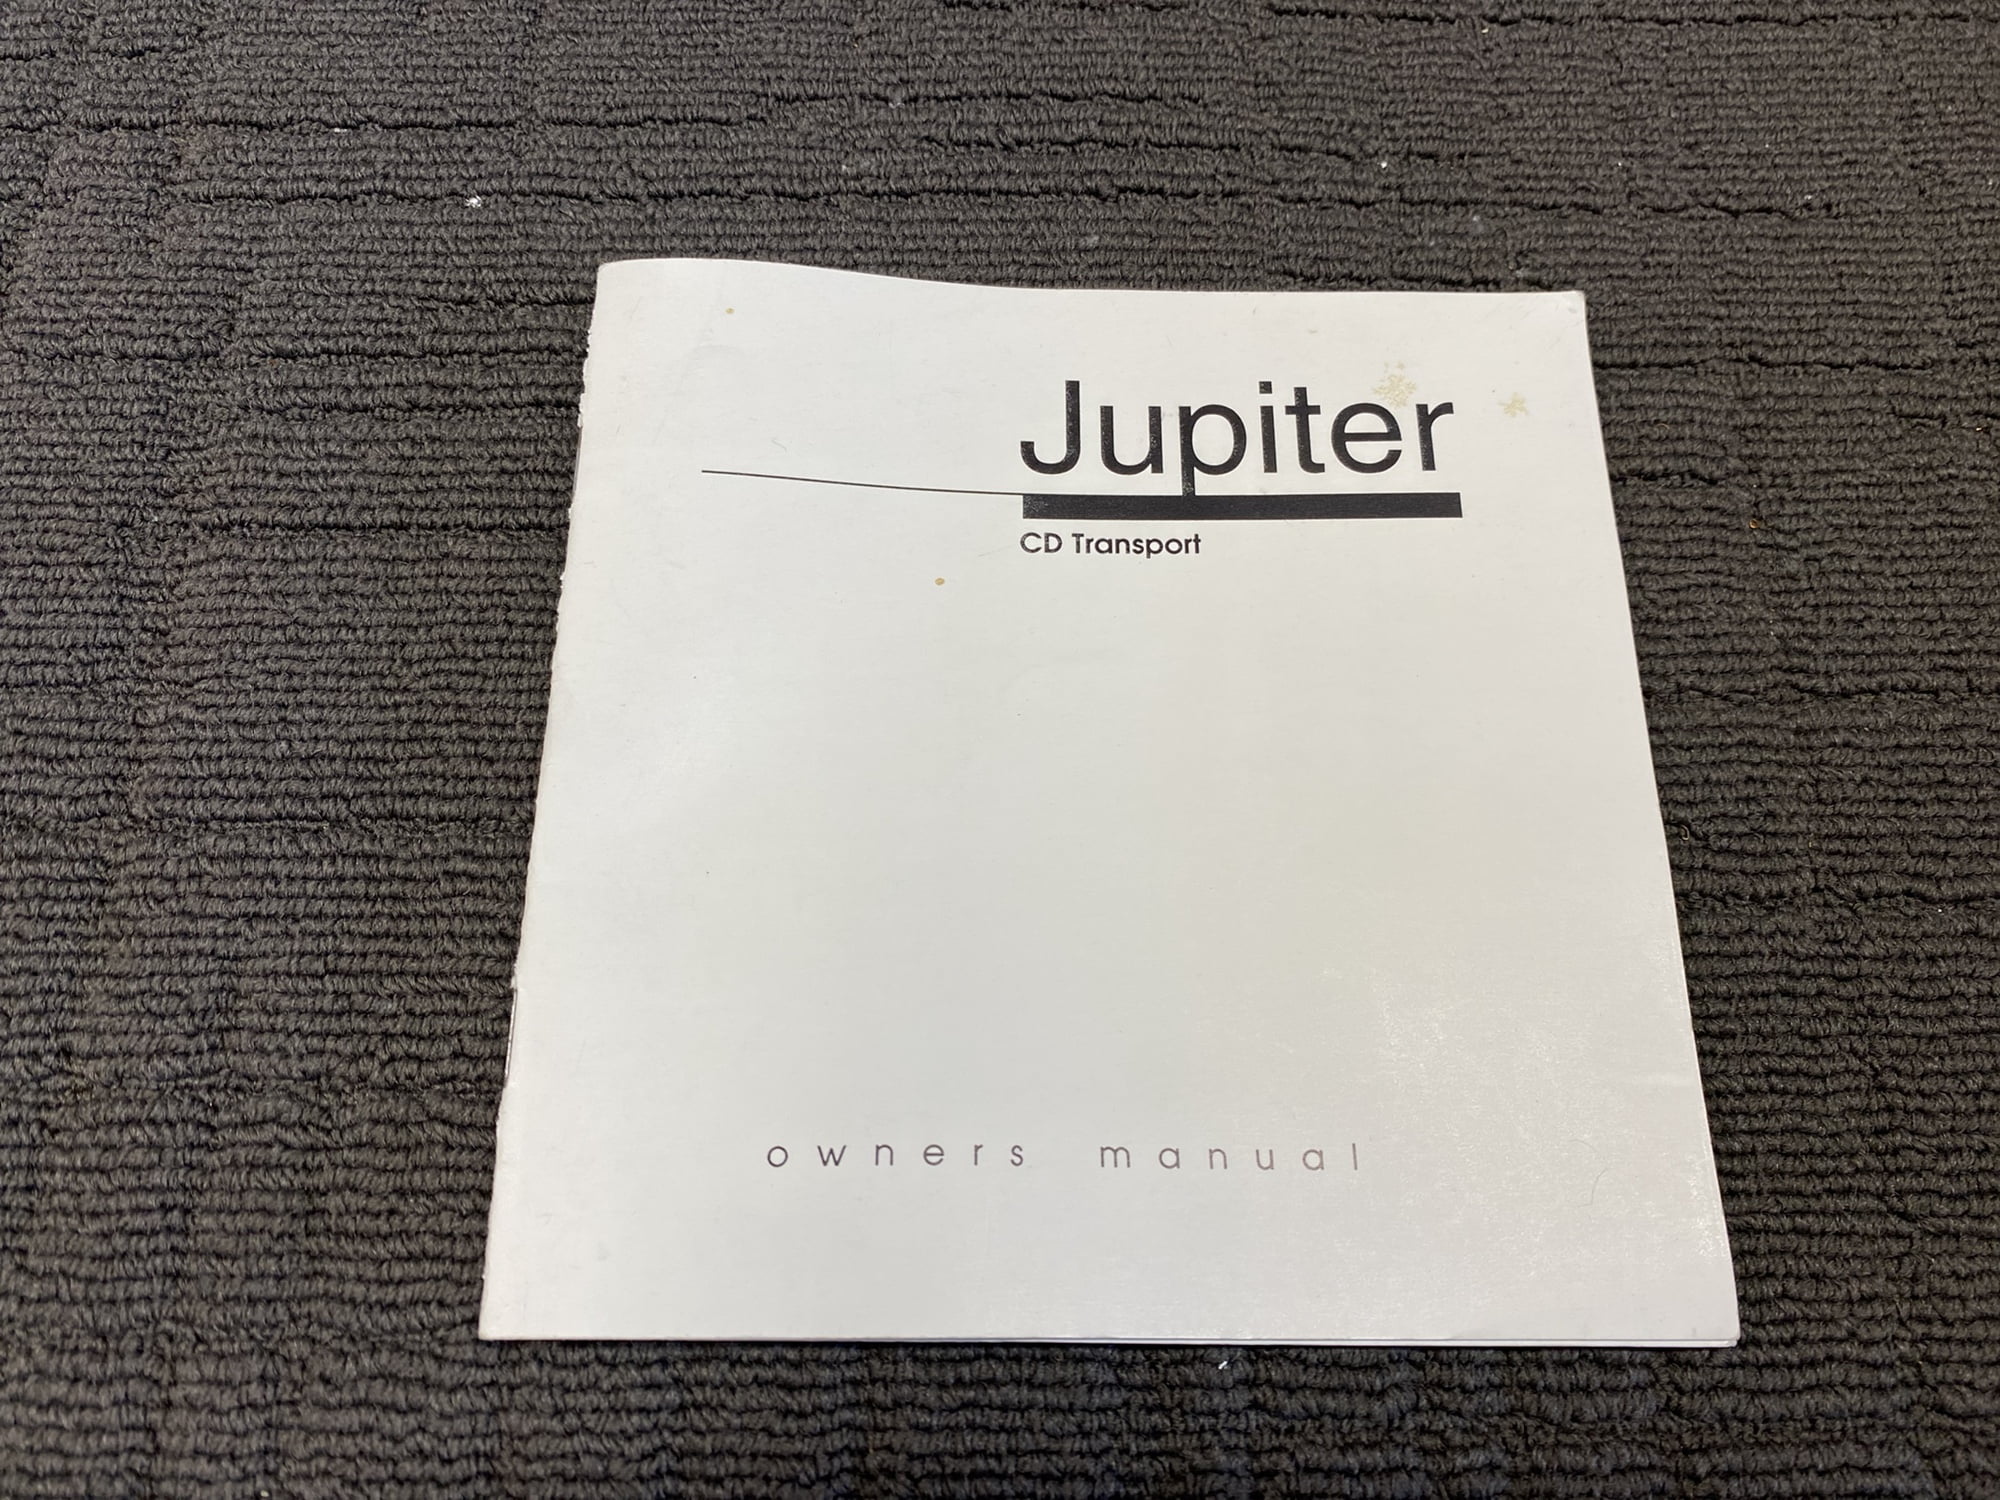 Jupiter
CD Transport
owners manual